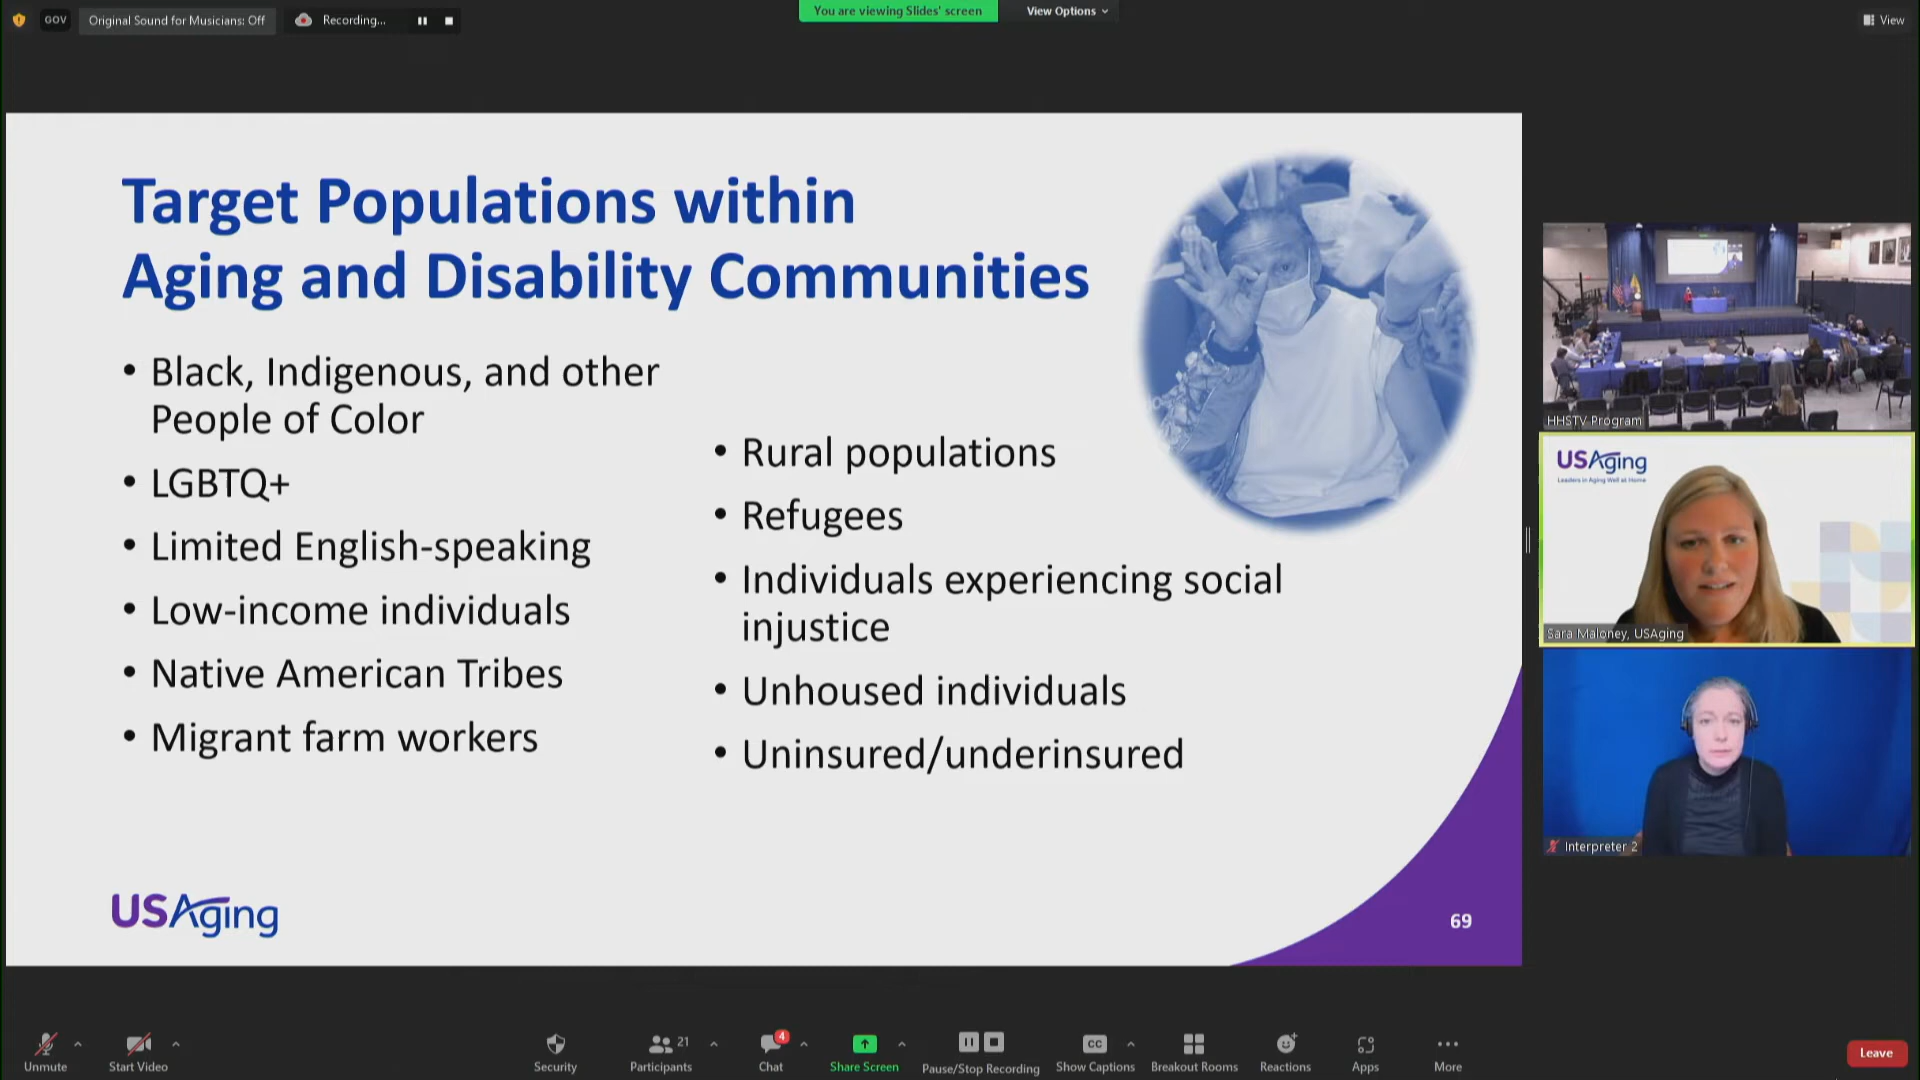 GOV
Original Sound for Musicians: Off
Recording...
You are viewing Slides' screen
View Options
View
Target Populations within
Aging and Disability Communities
• Black, Indigenous, and other
People of Color
• LGBTQ+
• Limited English-speaking
• Low-income individuals
• Native American Tribes
• Migrant farm workers
• Rural populations
• Refugees
• Individuals experiencing social
injustice
• Unhoused individuals
• Uninsured/underinsured
USAging
69
HHSTV Program
USAging
Leaders in Aging Well at Home
Sara Maloney, USAging
Interpreter 2
Unmute
Start Video
Security
Participants
21
Chat
4
Share Screen
Pause/Stop Recording
CC
Show Captions
Breakout Rooms
Reactions
Apps
More
Leave